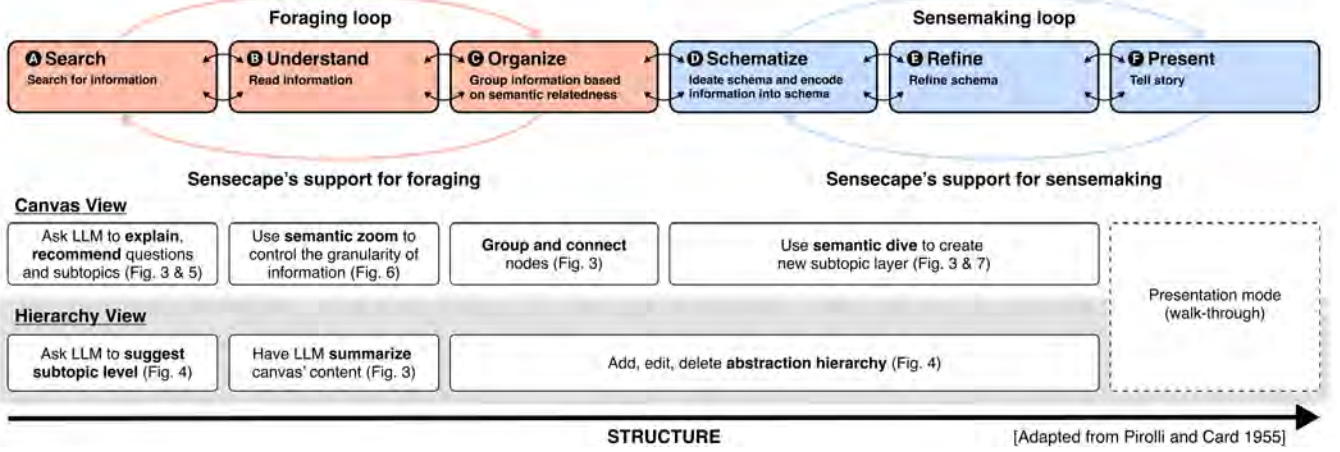 Foraging loop
Sensemaking loop
A Search
Search for information
B Understand
Read information
C Organize
Group information based
on semantic relatedness
D Schematize
Ideate schema and encode
information into schema
E Refine
Refine schema
F Present
Tell story
Sensecape's support for foraging
Sensecape's support for sensemaking
Canvas View
Ask LLM to explain,
recommend questions
and subtopics (Fig. 3 & 5)
Use semantic zoom to
control the granularity of
information (Fig. 6)
Group and connect
nodes (Fig. 3)
Use semantic dive to create
new subtopic layer (Fig. 3 & 7)
Presentation mode
(walk-through)
Hierarchy View
Ask LLM to suggest
subtopic level (Fig. 4)
Have LLM summarize
canvas' content (Fig. 3)
Add, edit, delete abstraction hierarchy (Fig. 4)
STRUCTURE
[Adapted from Pirolli and Card 1955]